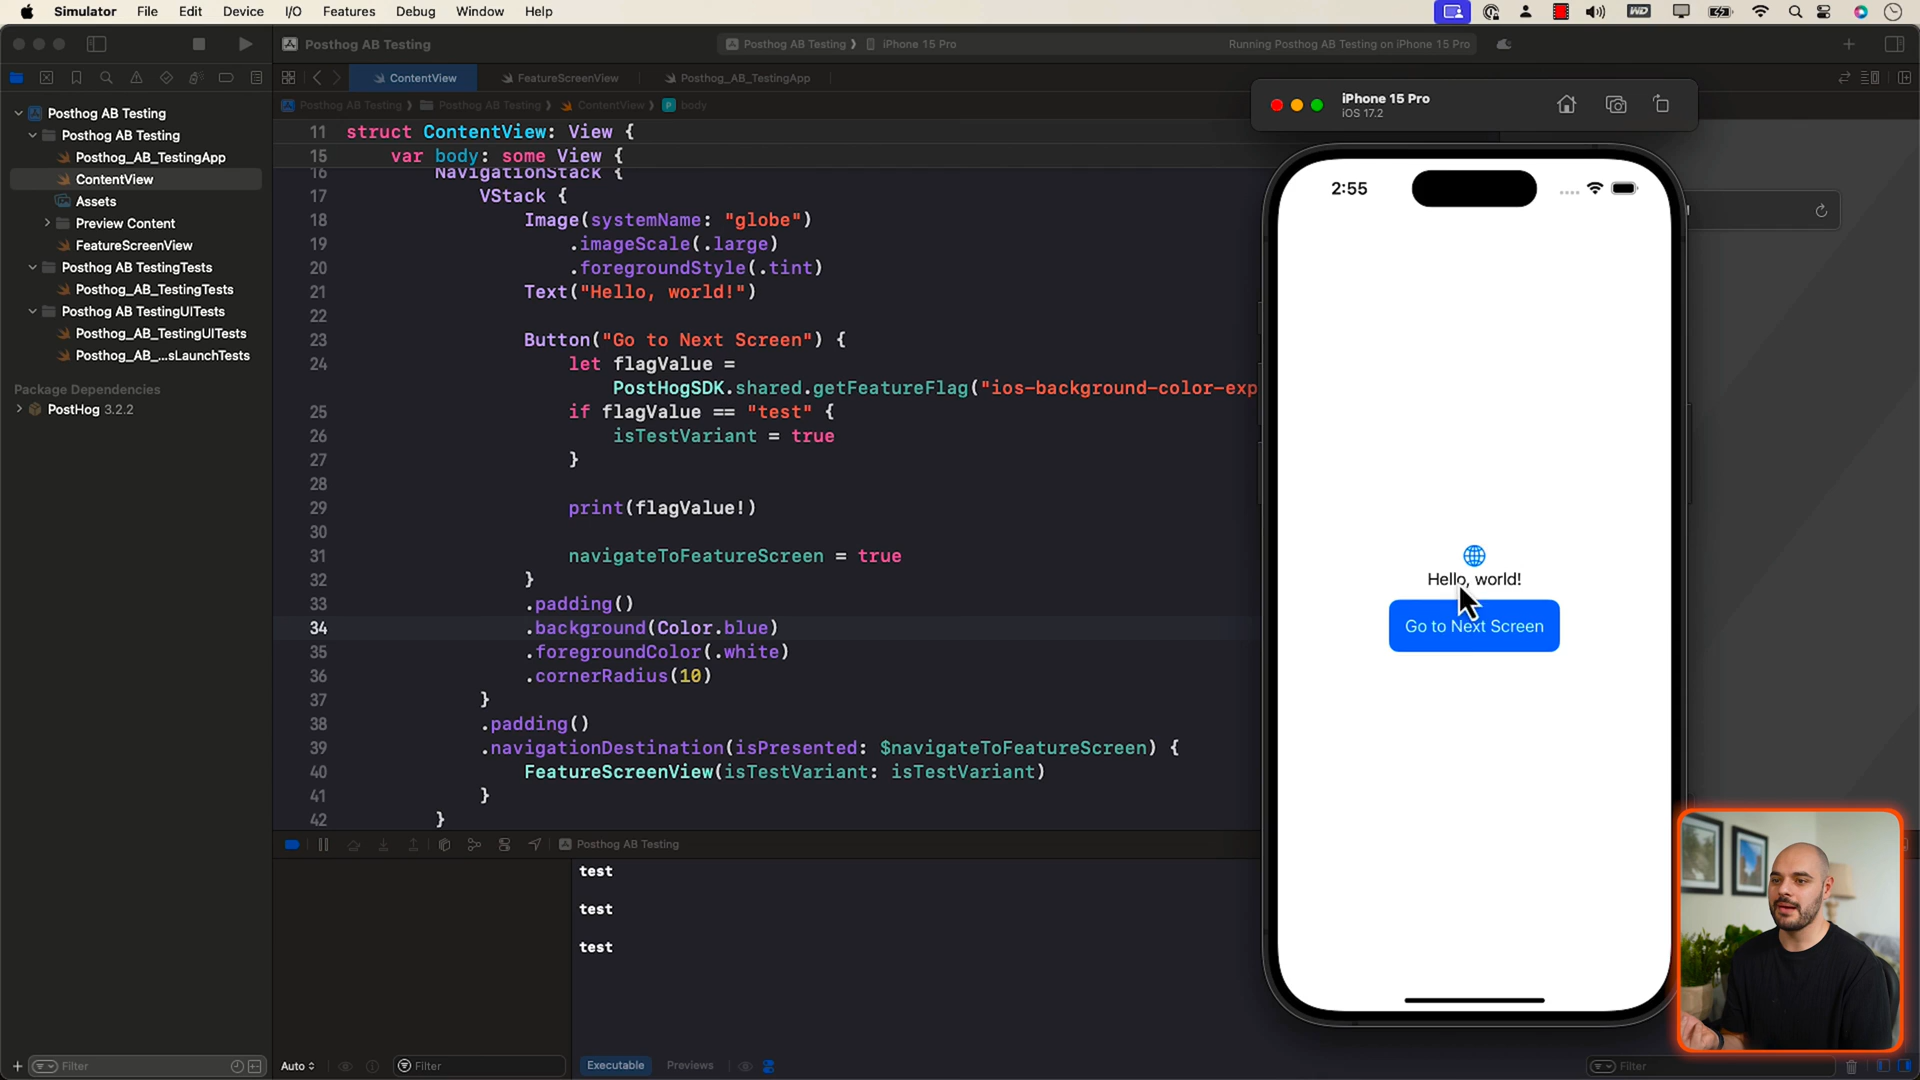 Simulator File Edit Device I/O Features Debug Window Help
Posthog AB Testing
Posthog AB Testing iPhone 15 Pro
Running Posthog AB Testing on iPhone 15 Pro
ContentView FeatureScreenView Posthog_AB_TestingApp
Posthog AB Testing Posthog AB Testing ContentView body
Posthog AB Testing
Posthog AB Testing
Posthog_AB_TestingApp
ContentView
Assets
Preview Content
FeatureScreenView
Posthog AB TestingTests
Posthog_AB_TestingTests
Posthog AB TestingUITests
Posthog_AB_TestingUITests
Posthog_AB_...sLaunchTests
Package Dependencies
PostHog 3.2.2
Filter
11 struct ContentView: View {
15 var body: some View {
16 NavigationStack {
17 VStack {
18 Image(systemName: "globe")
19 .imageScale(.large)
20 .foregroundStyle(.tint)
21 Text("Hello, world!")
22
23 Button("Go to Next Screen") {
24 let flagValue =
PostHogSDK.shared.getFeatureFlag("ios-background-color-exp
25 if flagValue == "test" {
26 isTestVariant = true
27 }
28
29 print(flagValue!)
30
31 navigateToFeatureScreen = true
32 }
33 .padding()
34 .background(Color.blue)
35 .foregroundColor(.white)
36 .cornerRadius(10)
37 }
38 .padding()
39 .navigationDestination(isPresented: $navigateToFeatureScreen) {
40 FeatureScreenView(isTestVariant: isTestVariant)
41 }
42 }
Posthog AB Testing
test
test
test
Auto
Filter
Executable Previews
Filter
iPhone 15 Pro
iOS 17.2
2:55
Hello, world!
Go to Next Screen